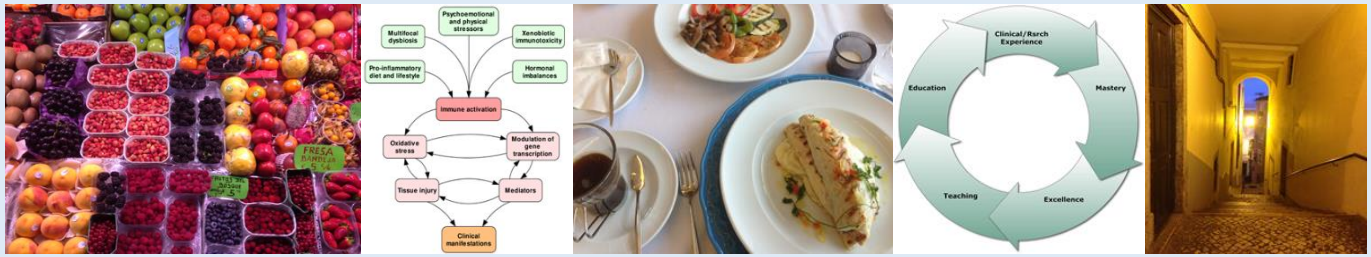 FRESA
Psychoemotional
and physical
stressors
Multifocal
dysbiosis
Xenobiotic
immunotoxicity
Pro-inflammatory
diet and lifestyle
Hormonal
imbalances
Immune activation
Oxidative
stress
Modulation of
gene
transcription
Tissue injury
Mediators
Clinical
manifestations
Clinical/Rsrch
Experience
Education
Mastery
Teaching
Excellence